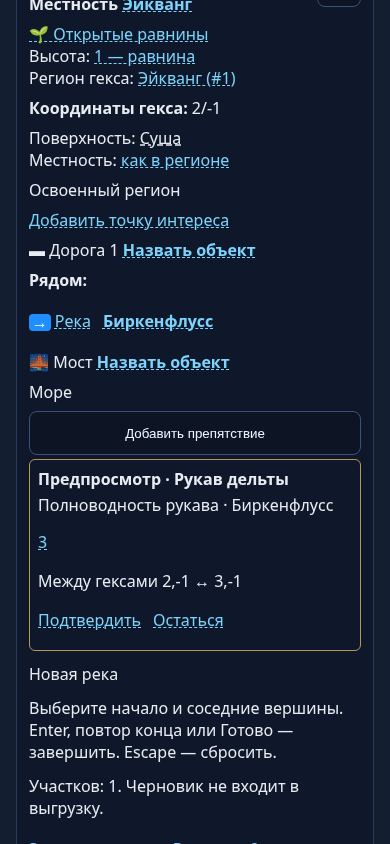 Местность Эйкванг
🌱 Открытые равнины
Высота: 1 — равнина
Регион гекса: Эйкванг (#1)
Координаты гекса: 2/-1
Поверхность: Суша
Местность: как в регионе
Освоенный регион
Добавить точку интереса
Дорога 1 Назвать объект
Рядом:
→ Река Биркенфлусс
Мост Назвать объект
Море
Добавить препятствие
Предпросмотр · Рукав дельты
Полноводность рукава · Биркенфлусс
3
Между гексами 2,-1 ↔ 3,-1
Подтвердить Остаться
Новая река
Выберите начало и соседние вершины.
Enter, повтор конца или Готово —
завершить. Escape — сбросить.
Участков: 1. Черновик не входит в
выгрузку.